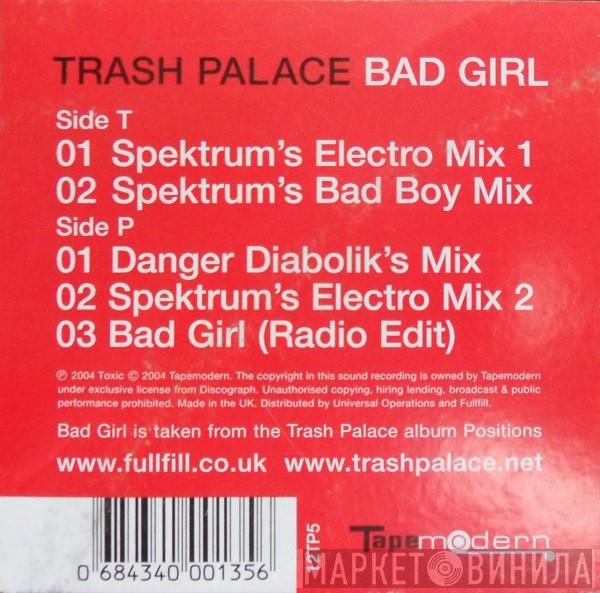 TRASH PALACE BAD GIRL
Side T
01 Spektrum's Electro Mix 1
02 Spektrum's Bad Boy Mix
Side P
01 Danger Diabolik's Mix
02 Spektrum's Electro Mix 2
03 Bad Girl (Radio Edit)
℗ 2004 Toxic © 2004 Tapemodern. The copyright in this sound recording is owned by Tapemodern
under exclusive license from Discograph. Unauthorised copying, hiring lending, broadcast & public
performance prohibited. Made in the UK. Distributed by Universal Operations and Fullfill.
Bad Girl is taken from the Trash Palace album Positions
www.fullfill.co.uk www.trashpalace.net
0 684340 001356
12TP5
Tapemodern
МАРКЕТ ВИНИЛА